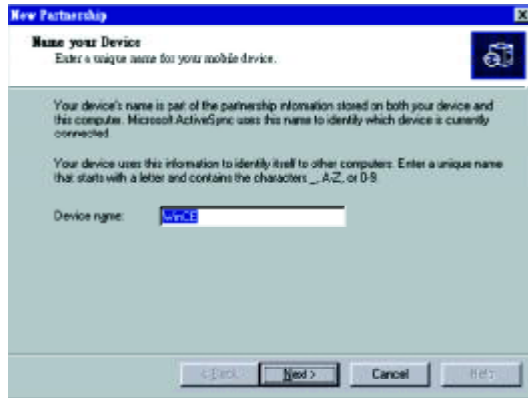 New Partnership
Name your Device
Enter a unique name for your mobile device.
Your device's name is part of the partnership information stored on both your device and
this computer. Microsoft ActiveSync uses this name to identify which device is currently
connected.
Your device uses this information to identify itself to other computers. Enter a unique name
that starts with a letter and contains the characters _, A-Z, or 0-9.
Device name:
WinCE
< Back
Next >
Cancel
Help